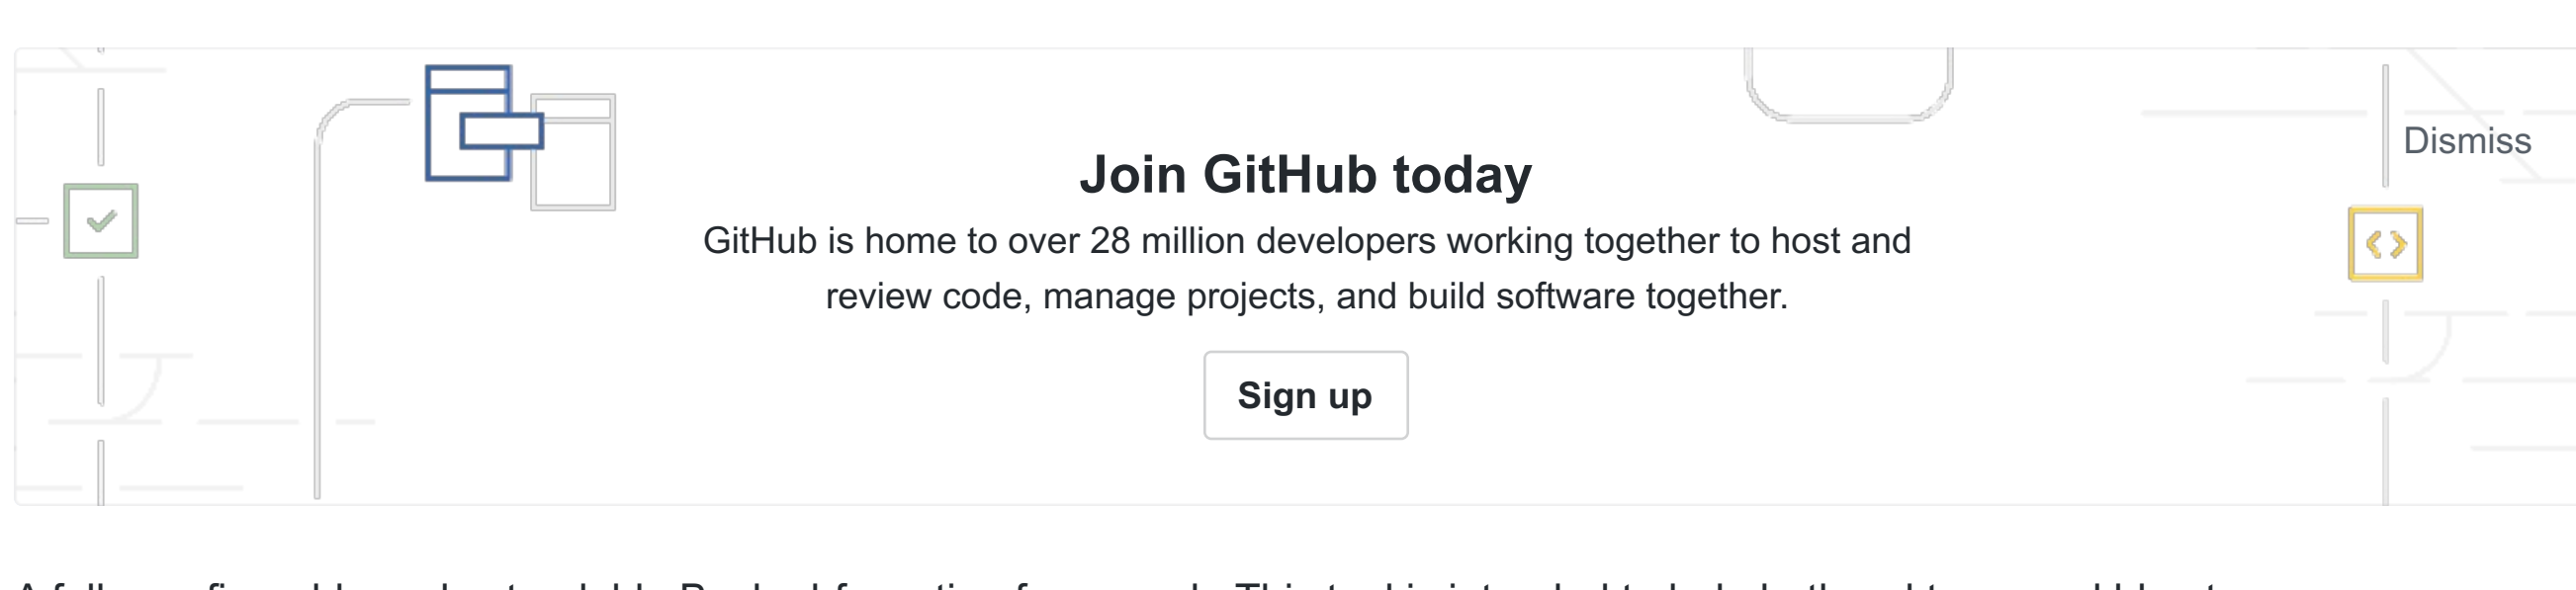 Dismiss
Join GitHub today
GitHub is home to over 28 million developers working together to host and
review code, manage projects, and build software together.
Sign up